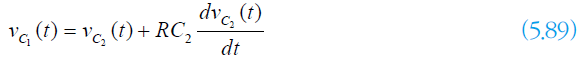 v_{C_1}(t) = v_{C_2}(t) + RC_2 \frac{dv_{C_2}(t)}{dt} (5.89)